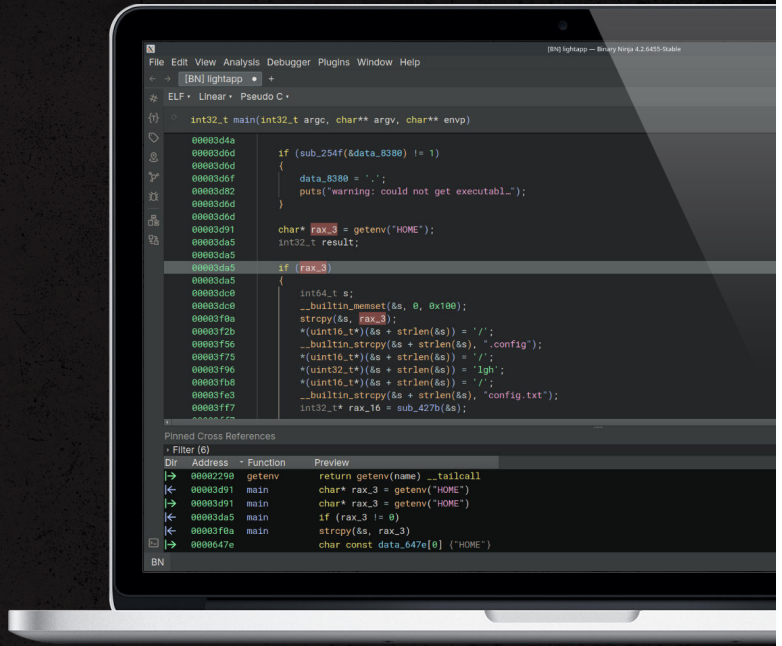 [BN] lightapp — Binary Ninja 4.2.6455-Stable
File Edit View Analysis Debugger Plugins Window Help
[BN] lightapp • +
ELF▾ Linear▾ Pseudo C▾
int32_t main(int32_t argc, char** argv, char** envp)
00003d4a
00003d6d if (sub_254f(&data_8380) != 1)
00003d6d {
00003d6f data_8380 = '.';
00003d82 puts("warning: could not get executabl…");
00003d6d }
00003d6d
00003d91 char* rax_3 = getenv("HOME");
00003da5 int32_t result;
00003da5
00003da5 if (rax_3)
00003da5 {
00003dc0 int64_t s;
00003dc0 __builtin_memset(&s, 0, 0x100);
00003f0a strcpy(&s, rax_3);
00003f2b *(uint16_t*)(&s + strlen(&s)) = '/';
00003f56 __builtin_strcpy(&s + strlen(&s), ".config");
00003f75 *(uint16_t*)(&s + strlen(&s)) = '/';
00003f96 *(uint32_t*)(&s + strlen(&s)) = 'lgh';
00003fb8 *(uint16_t*)(&s + strlen(&s)) = '/';
00003fe3 __builtin_strcpy(&s + strlen(&s), "config.txt");
00003ff7 int32_t* rax_16 = sub_427b(&s);
Pinned Cross References
Filter (6)
Dir Address Function Preview
00002290 getenv return getenv(name) __tailcall
00003d91 main char* rax_3 = getenv("HOME")
00003d91 main char* rax_3 = getenv("HOME")
00003da5 main if (rax_3 != 0)
00003f0a main strcpy(&s, rax_3)
0000647e char const data_647e[0] {"HOME"}
BN